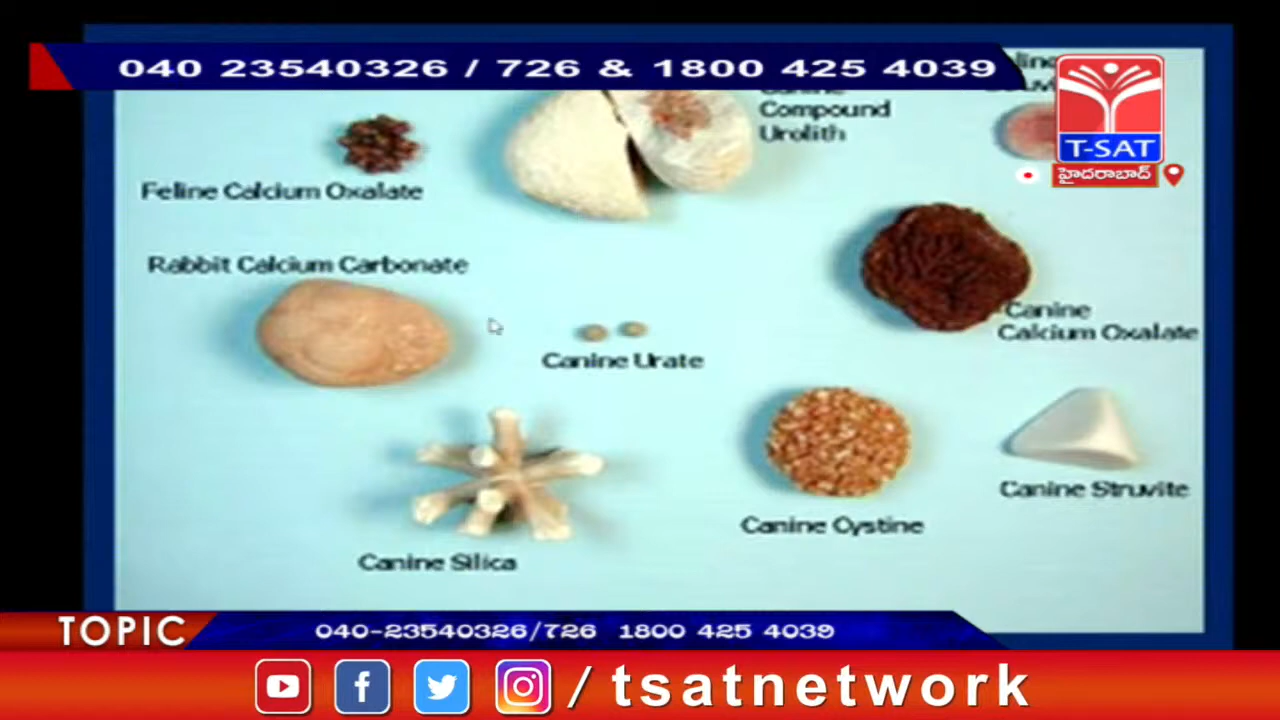 040 23540326 / 726 & 1800 425 4039
T-SAT
హైదరాబాద్
Compound
Urolith
Feline Calcium Oxalate
Rabbit Calcium Carbonate
Canine
Calcium Oxalate
Canine Urate
Canine Struvite
Canine Cystine
Canine Silica
TOPIC
040-23540326/726 1800 425 4039
/ tsatnetwork